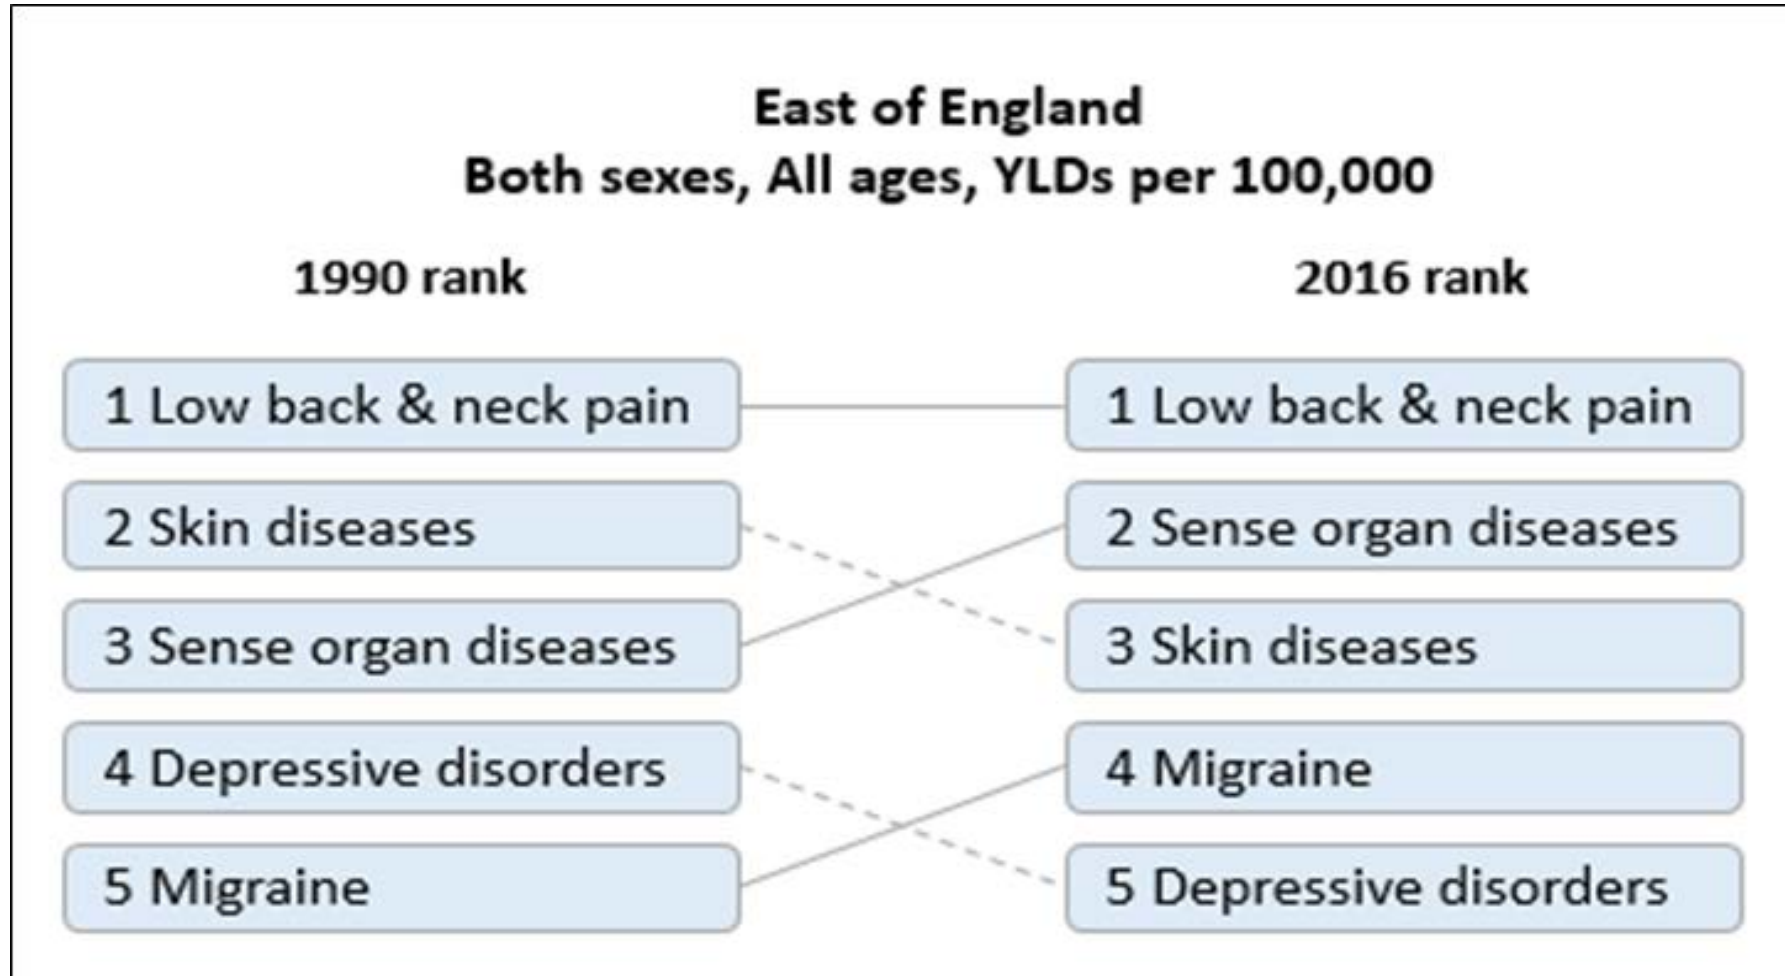 East of England
Both sexes, All ages, YLDs per 100,000
1990 rank
2016 rank
1 Low back & neck pain
1 Low back & neck pain
2 Skin diseases
2 Sense organ diseases
3 Sense organ diseases
3 Skin diseases
4 Depressive disorders
4 Migraine
5 Migraine
5 Depressive disorders